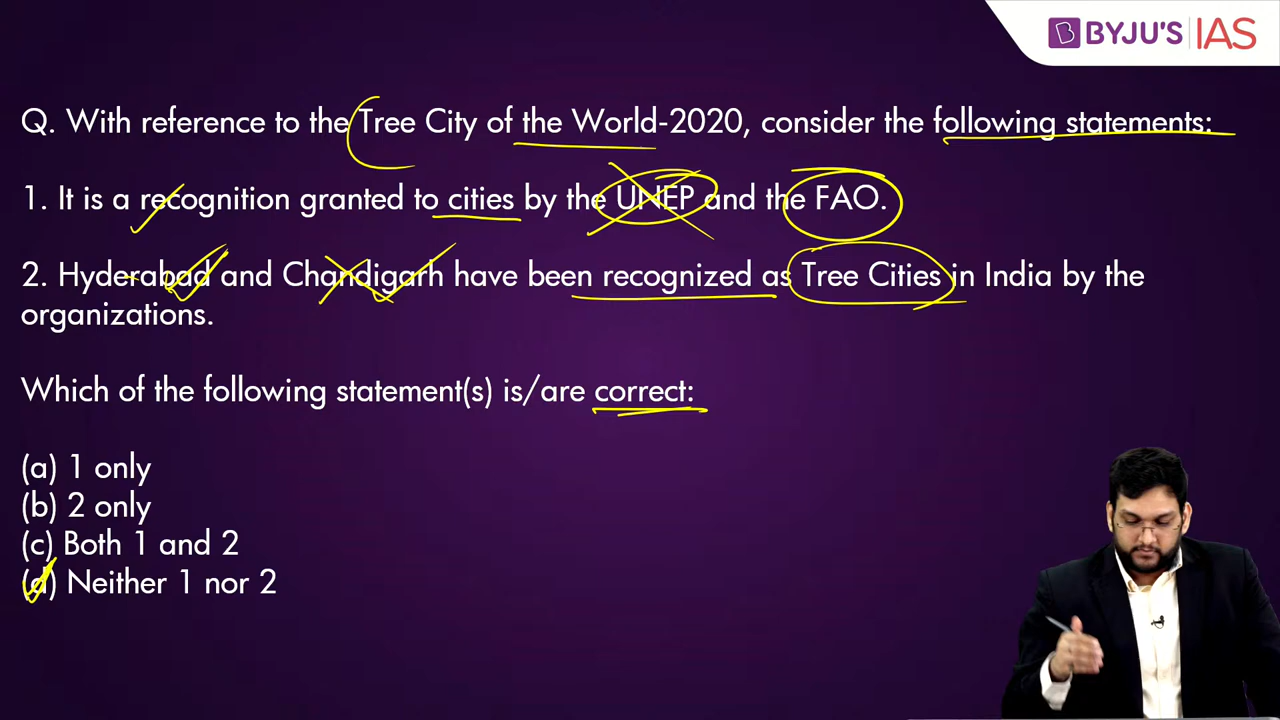 BYJU'S IAS
Q. With reference to the Tree City of the World-2020, consider the following statements:
1. It is a recognition granted to cities by the UNEP and the FAO.
2. Hyderabad and Chandigarh have been recognized as Tree Cities in India by the
organizations.
Which of the following statement(s) is/are correct:
(a) 1 only
(b) 2 only
(c) Both 1 and 2
(d) Neither 1 nor 2